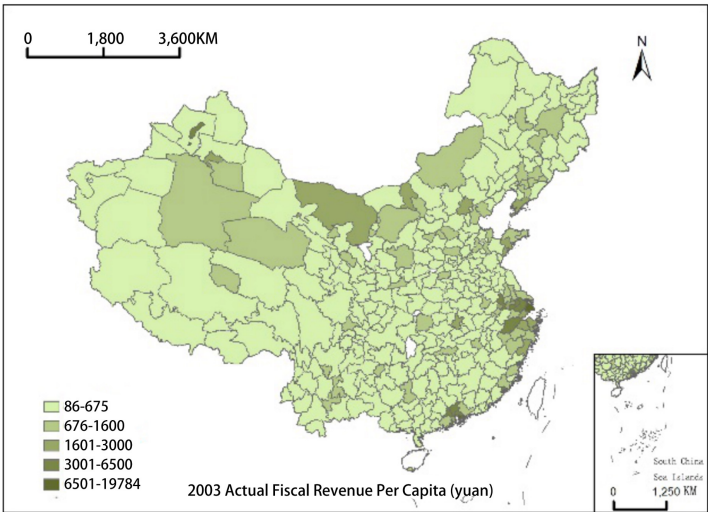 0 1,800 3,600KM
N
86-675
676-1600
1601-3000
3001-6500
6501-19784
2003 Actual Fiscal Revenue Per Capita (yuan)
South China
Sea Islands
0 1,250 KM